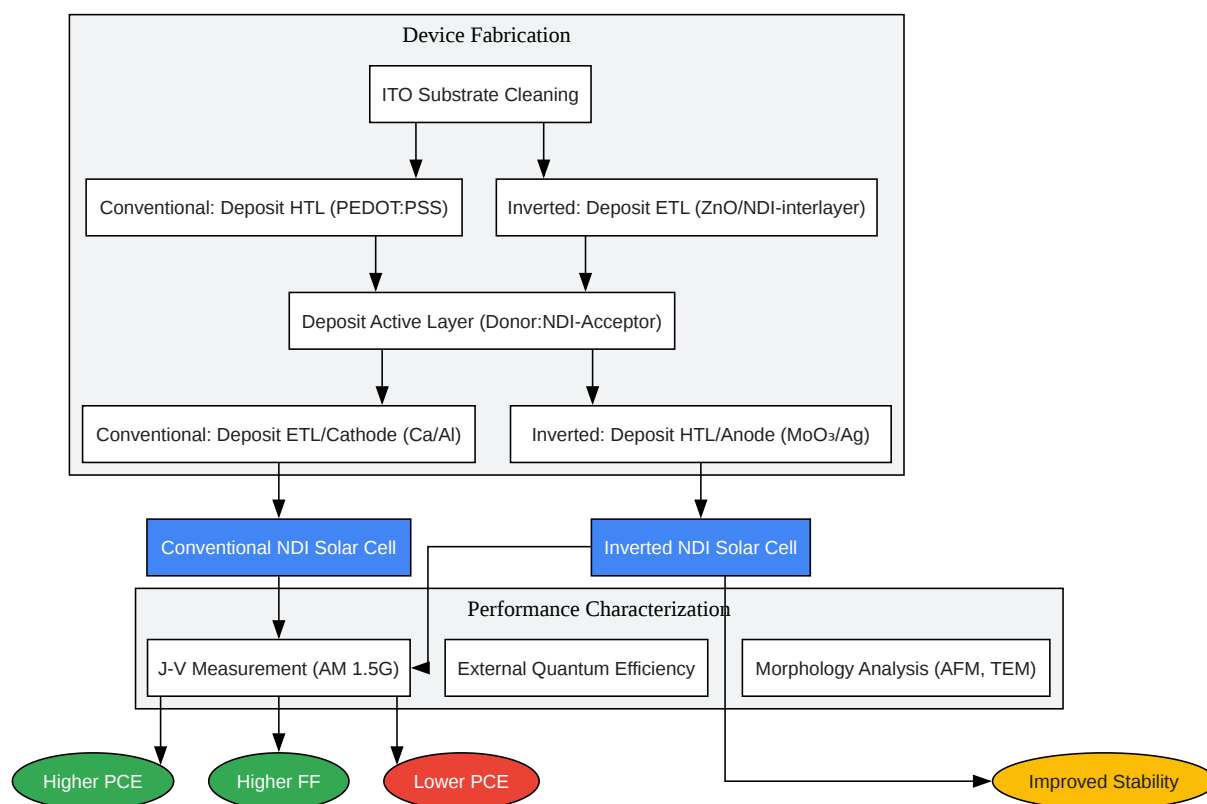 Device Fabrication
ITO Substrate Cleaning
Conventional: Deposit HTL (PEDOT:PSS)
Inverted: Deposit ETL (ZnO/NDI-interlayer)
Deposit Active Layer (Donor:NDI-Acceptor)
Conventional: Deposit ETL/Cathode (Ca/Al)
Inverted: Deposit HTL/Anode (MoO₃/Ag)
Conventional NDI Solar Cell
Inverted NDI Solar Cell
Performance Characterization
J-V Measurement (AM 1.5G)
External Quantum Efficiency
Morphology Analysis (AFM, TEM)
Higher PCE
Higher FF
Lower PCE
Improved Stability